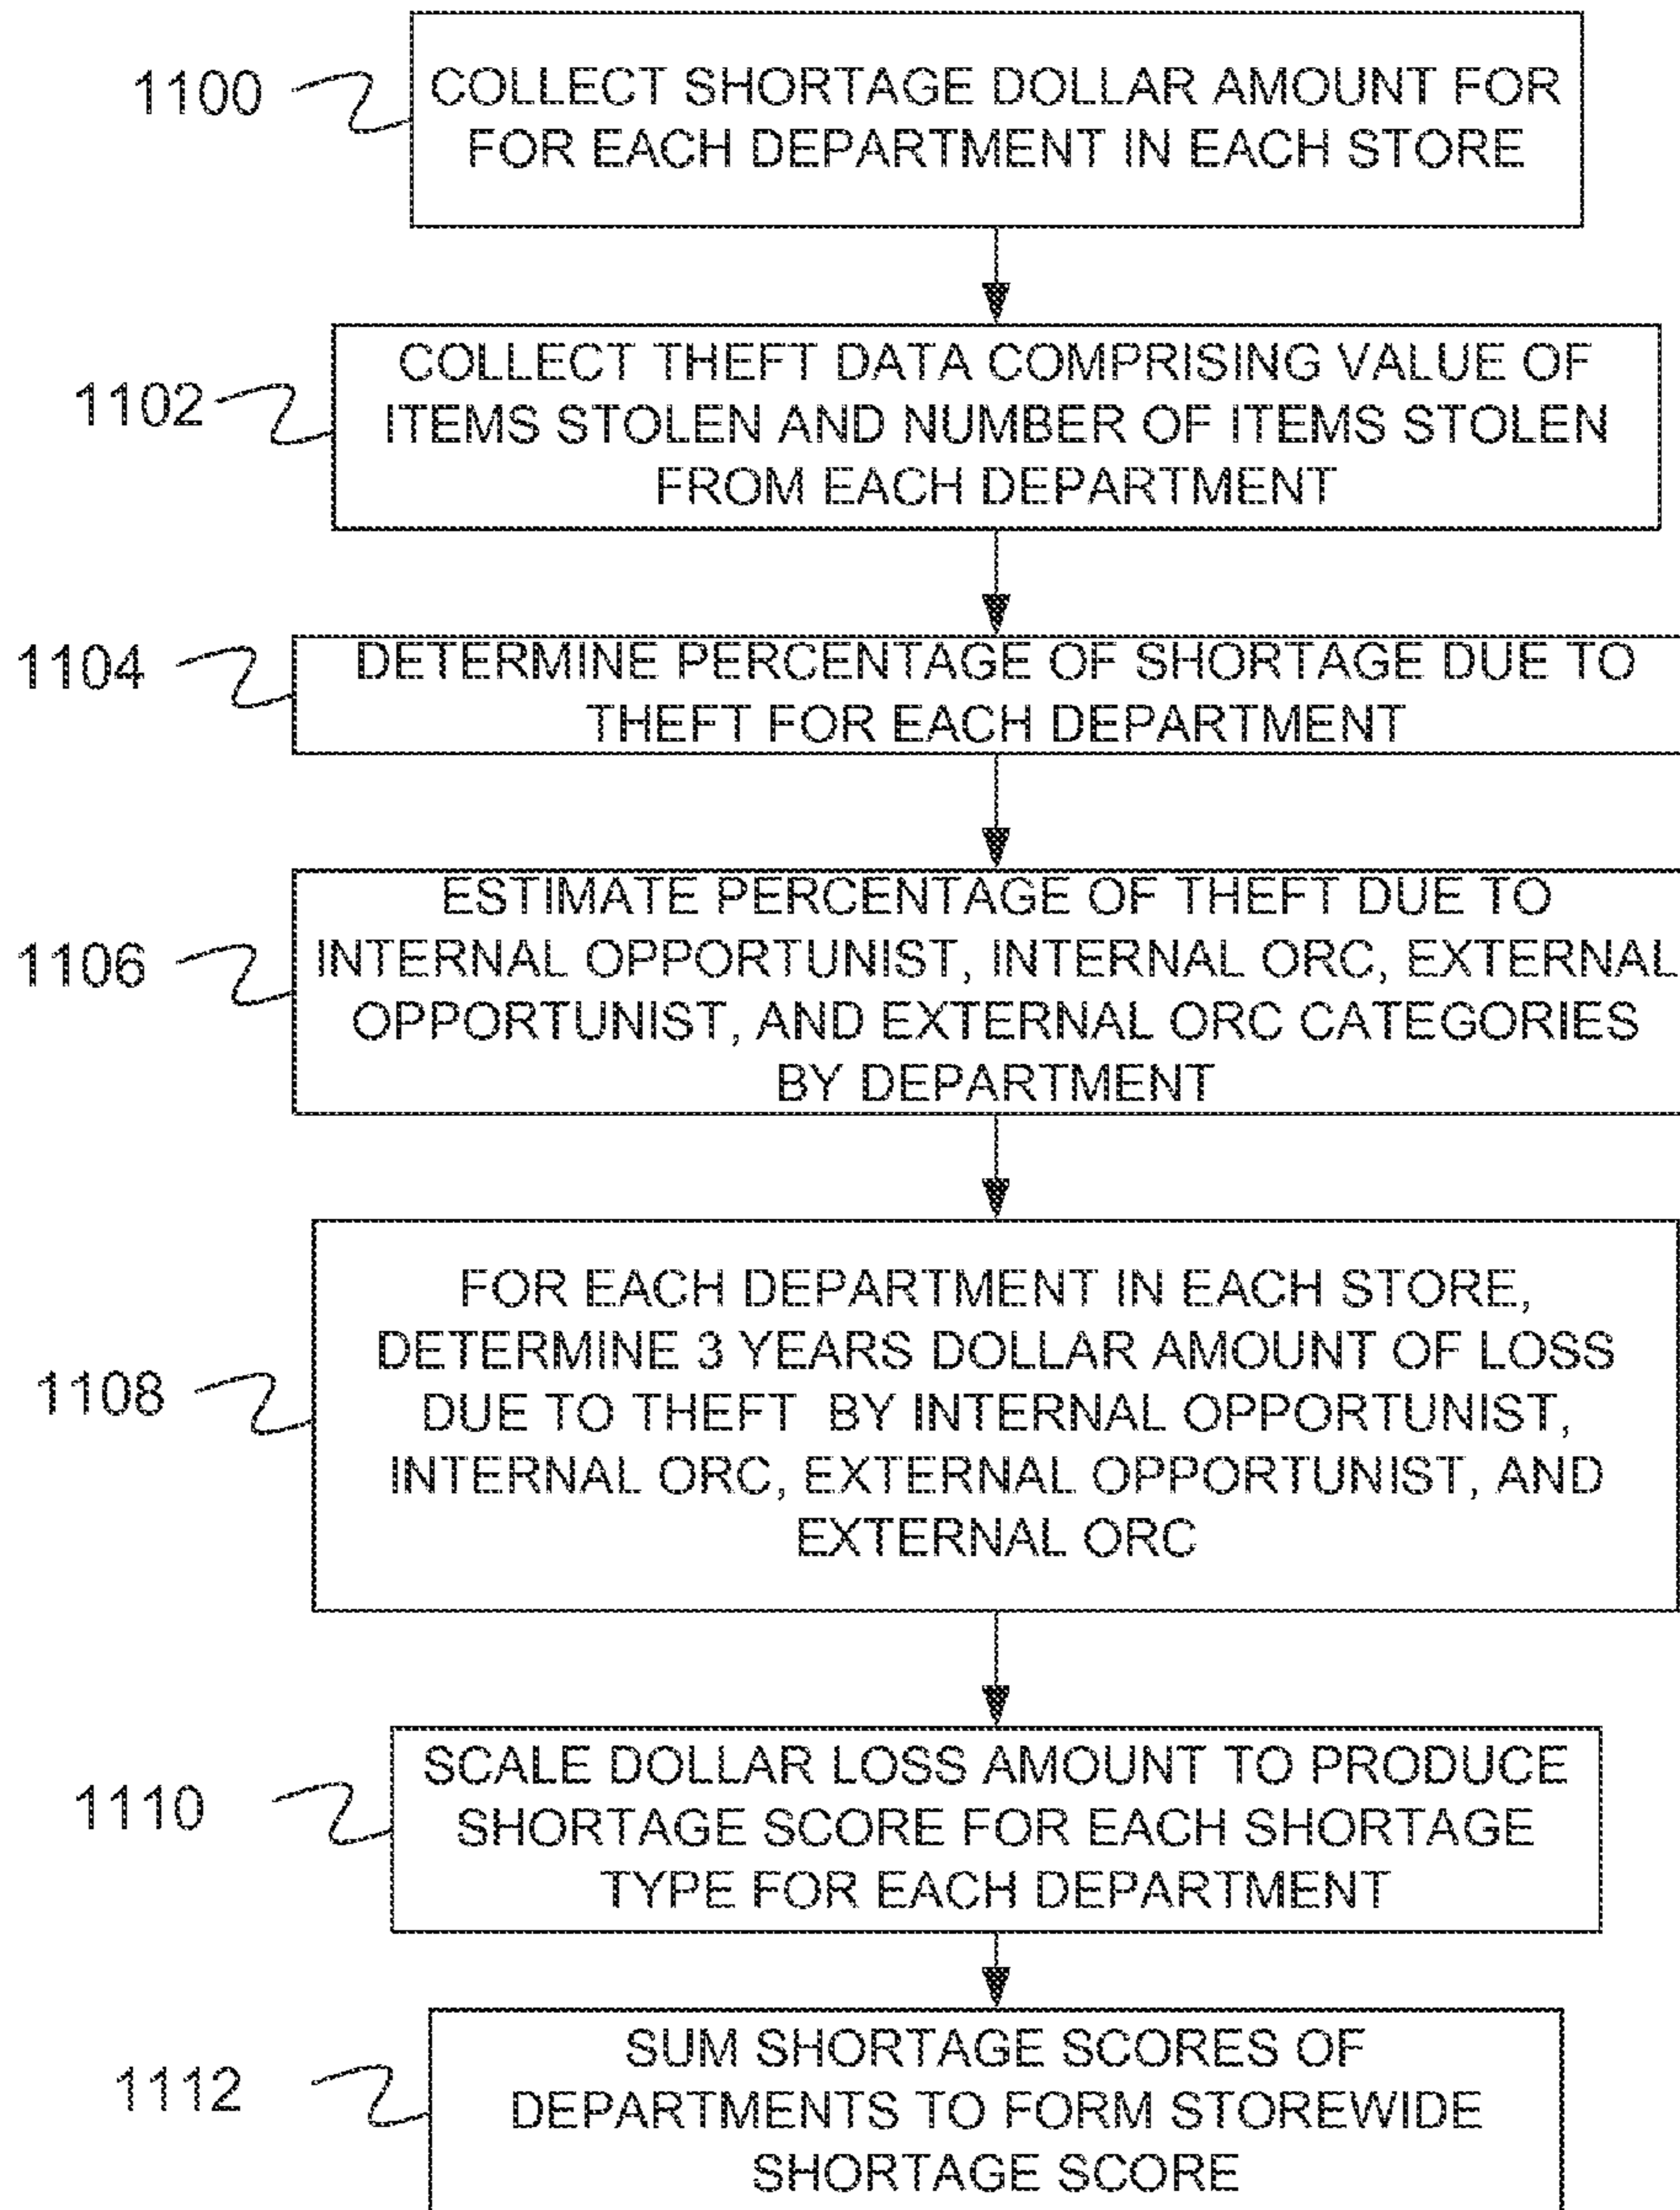 1100
COLLECT SHORTAGE DOLLAR AMOUNT FOR
FOR EACH DEPARTMENT IN EACH STORE
1102
COLLECT THEFT DATA COMPRISING VALUE OF
ITEMS STOLEN AND NUMBER OF ITEMS STOLEN
FROM EACH DEPARTMENT
1104
DETERMINE PERCENTAGE OF SHORTAGE DUE TO
THEFT FOR EACH DEPARTMENT
1106
ESTIMATE PERCENTAGE OF THEFT DUE TO
INTERNAL OPPORTUNIST, INTERNAL ORC, EXTERNAL
OPPORTUNIST, AND EXTERNAL ORC CATEGORIES
BY DEPARTMENT
1108
FOR EACH DEPARTMENT IN EACH STORE,
DETERMINE 3 YEARS DOLLAR AMOUNT OF LOSS
DUE TO THEFT BY INTERNAL OPPORTUNIST,
INTERNAL ORC, EXTERNAL OPPORTUNIST, AND
EXTERNAL ORC
1110
SCALE DOLLAR LOSS AMOUNT TO PRODUCE
SHORTAGE SCORE FOR EACH SHORTAGE
TYPE FOR EACH DEPARTMENT
1112
SUM SHORTAGE SCORES OF
DEPARTMENTS TO FORM STOREWIDE
SHORTAGE SCORE